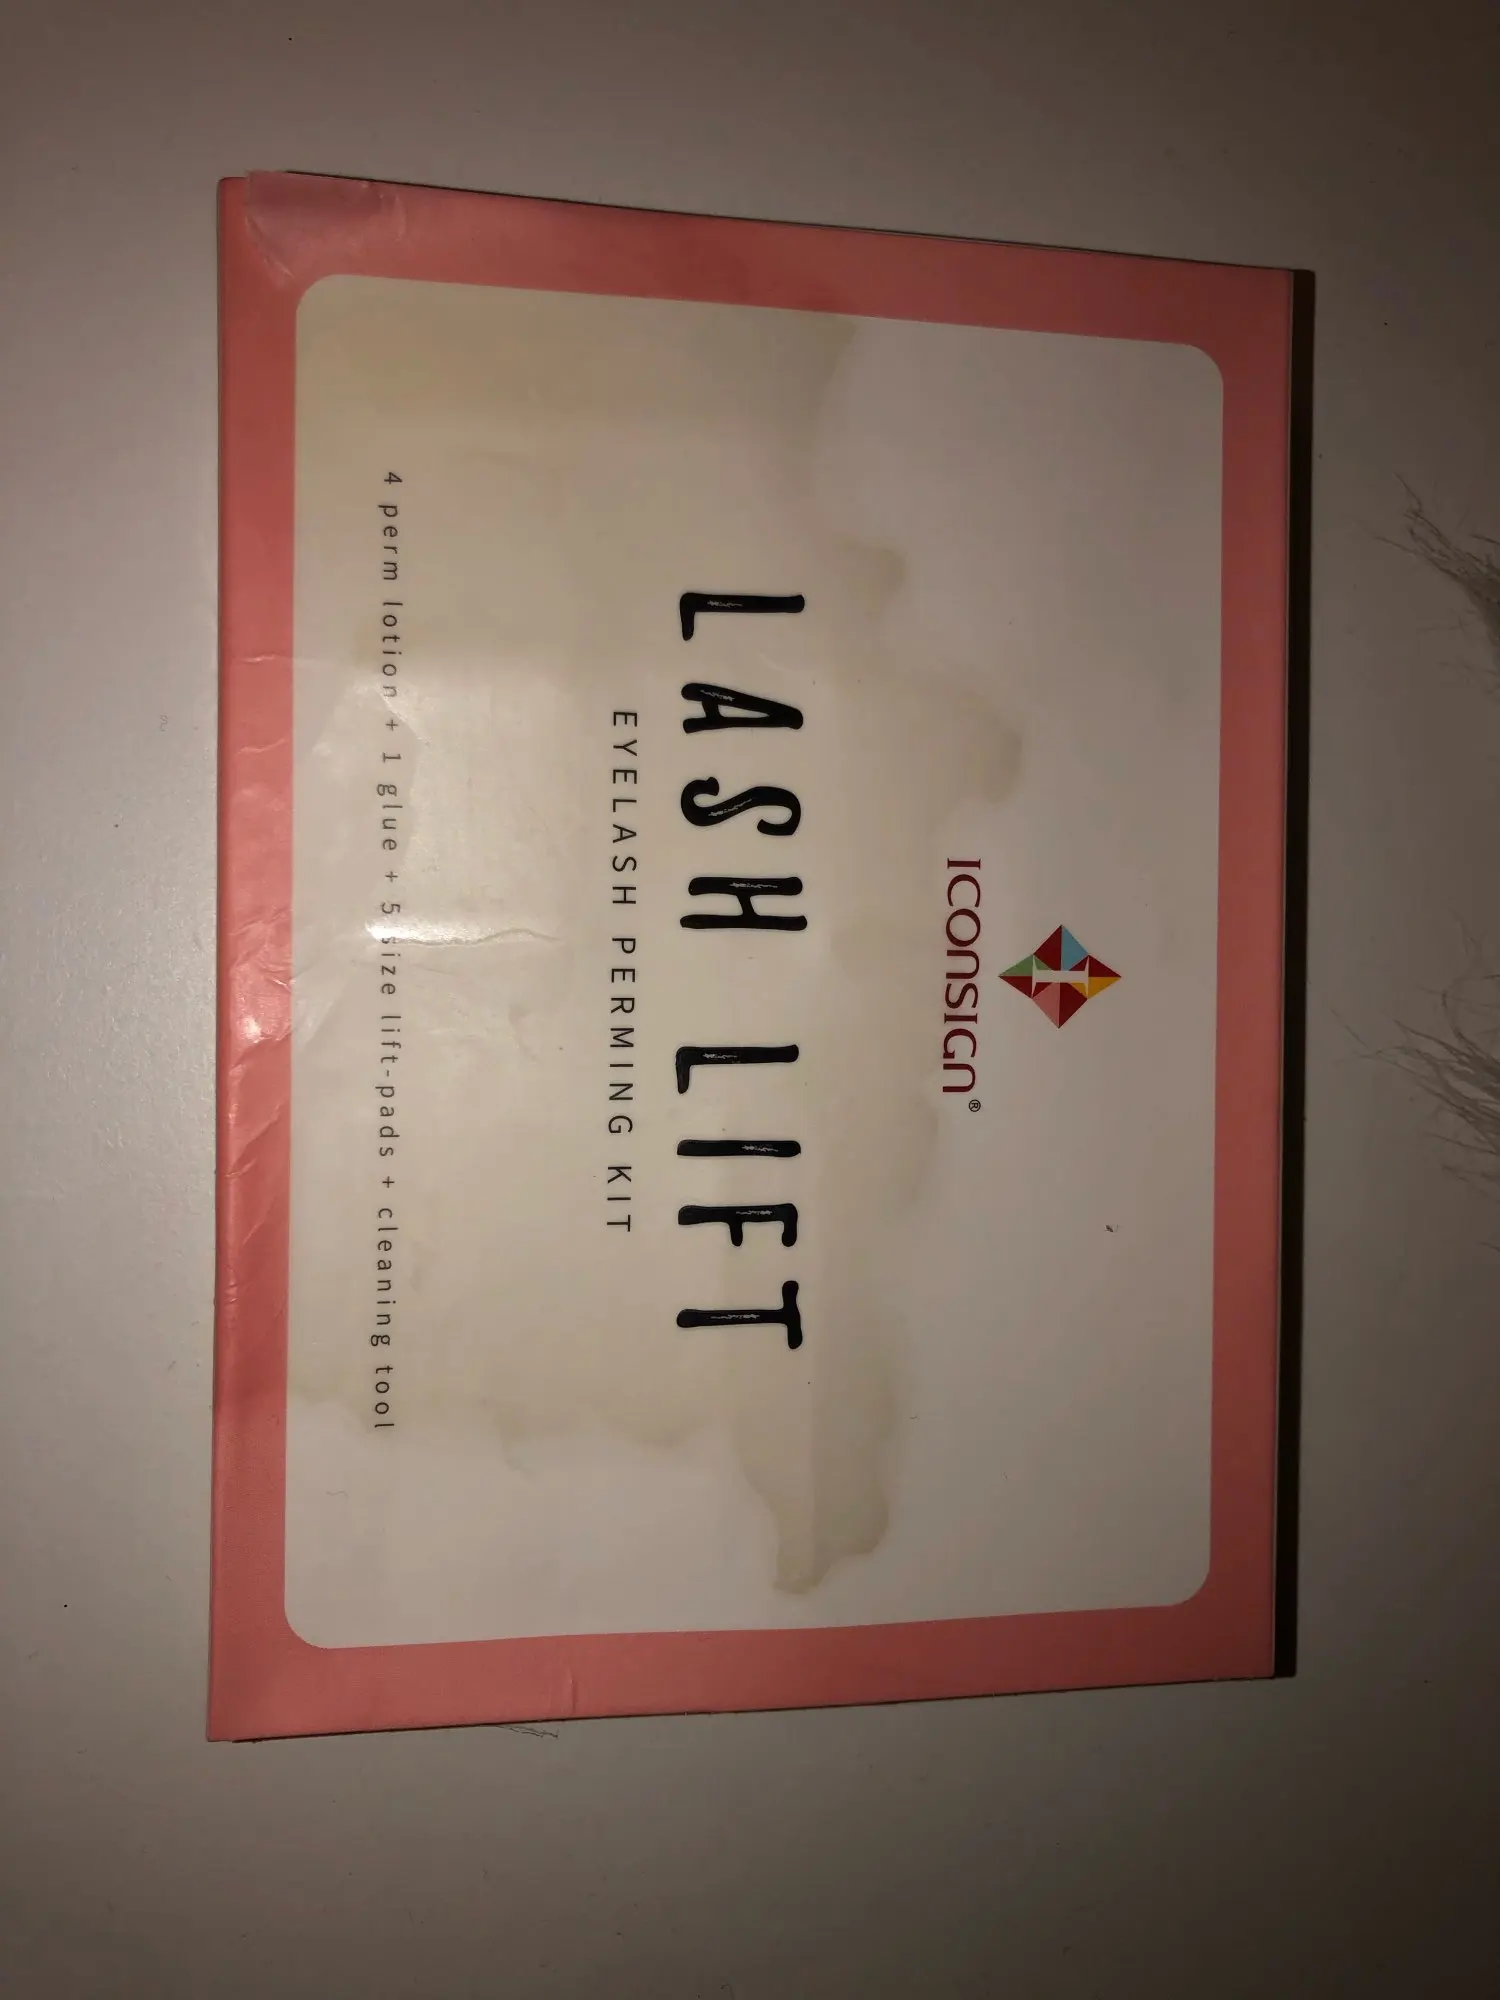 ICONSIGN®
LASH LIFT
EYELASH PERMING KIT
4 perm lotion + 1 glue + 5 size lift-pads + cleaning tool